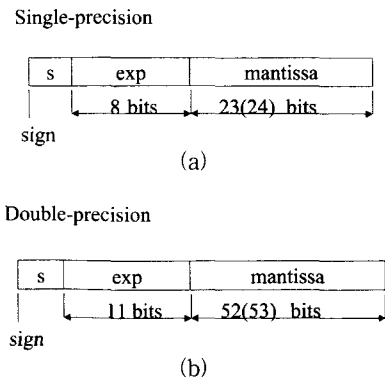 Single-precision
s exp mantissa
8 bits 23(24) bits
sign
(a)
Double-precision
s exp mantissa
11 bits 52(53) bits
sign
(b)